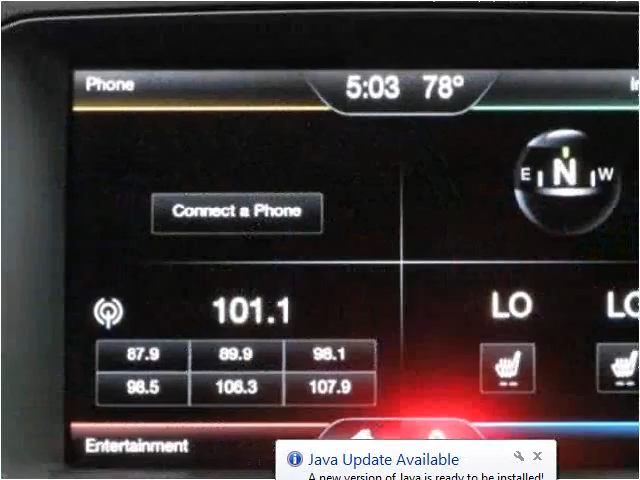 Phone
5:03 78°
In
E N W
Connect a Phone
101.1
LO
LO
87.9 89.9 98.1
98.5 106.3 107.9
Entertainment
Java Update Available
A new version of Java is ready to be installed!